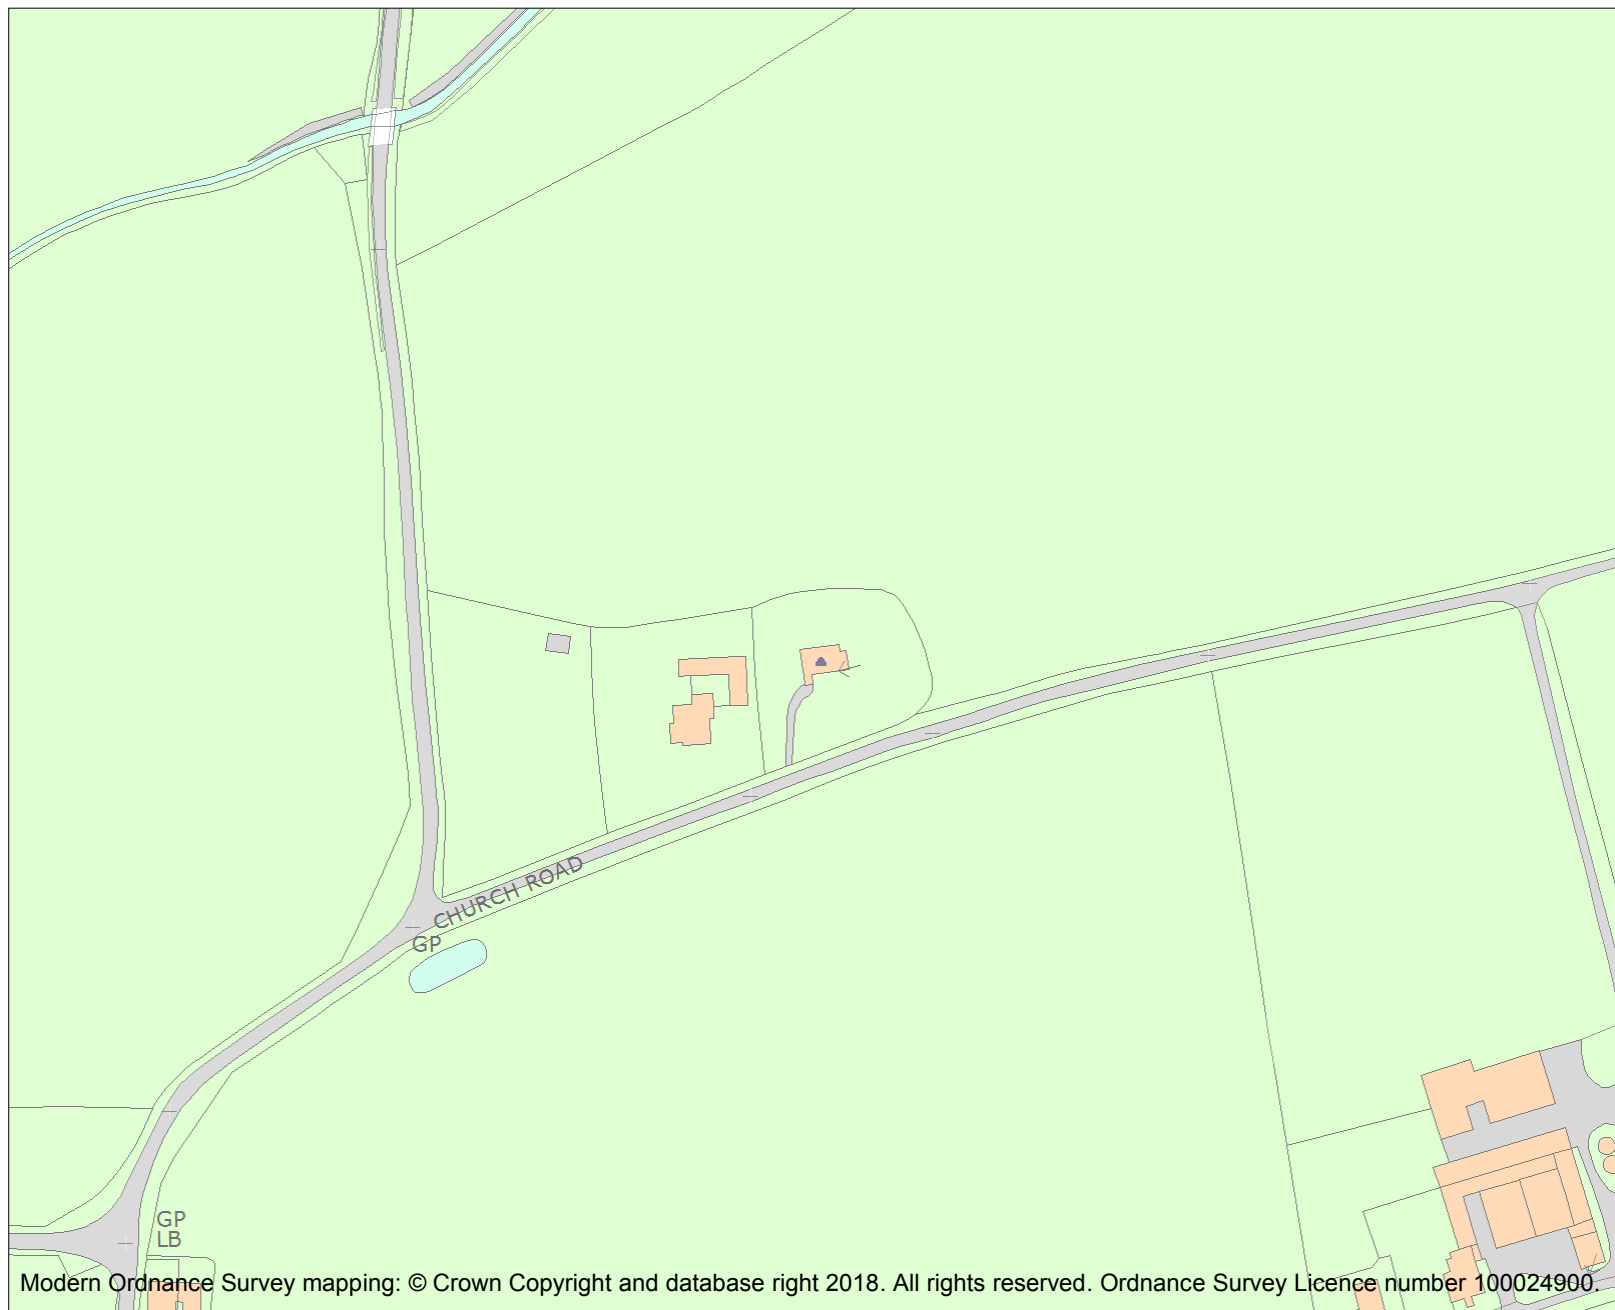 CHURCH ROAD
GP
GP
LB
Modern Ordnance Survey mapping: © Crown Copyright and database right 2018. All rights reserved. Ordnance Survey Licence number 100024900.